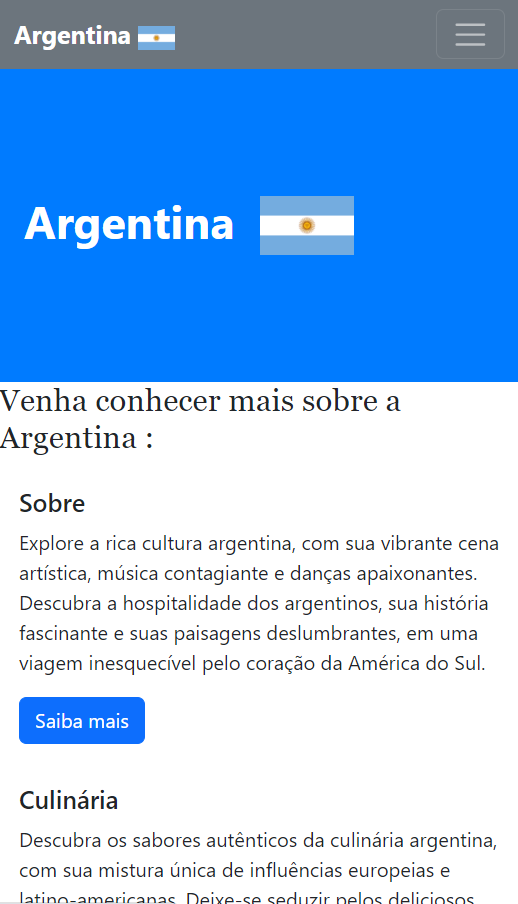 Argentina
Argentina
Venha conhecer mais sobre a
Argentina :
Sobre
Explore a rica cultura argentina, com sua vibrante cena
artística, música contagiante e danças apaixonantes.
Descubra a hospitalidade dos argentinos, sua história
fascinante e suas paisagens deslumbrantes, em uma
viagem inesquecível pelo coração da América do Sul.
Saiba mais
Culinária
Descubra os sabores autênticos da culinária argentina,
com sua mistura única de influências europeias e
latino-americanas. Deixe-se seduzir pelos deliciosos